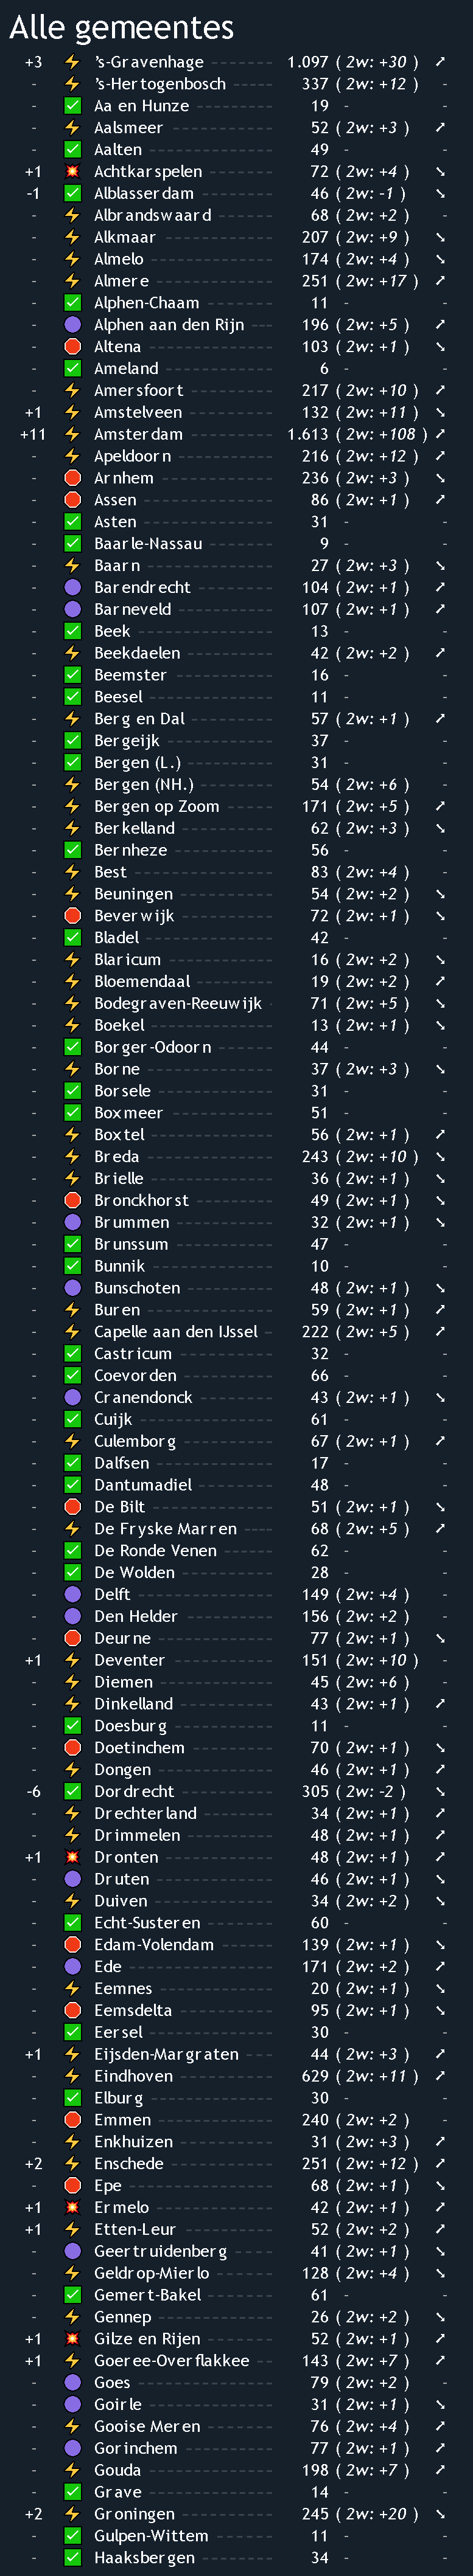 Alle gemeentes
+3 ⚡ 's-Gravenhage 1.097 ( 2w: +30 ) ➚
- ⚡ 's-Hertogenbosch 337 ( 2w: +12 ) -
- ✅ Aa en Hunze 19 - -
- ⚡ Aalsmeer 52 ( 2w: +3 ) ➚
- ✅ Aalten 49 - -
+1 💥 Achtkarspelen 72 ( 2w: +4 ) ➘
-1 ✅ Alblasserdam 46 ( 2w: -1 ) ➘
- ⚡ Albrandswaard 68 ( 2w: +2 ) -
- ⚡ Alkmaar 207 ( 2w: +9 ) ➘
- ⚡ Almelo 174 ( 2w: +4 ) ➘
- ⚡ Almere 251 ( 2w: +17 ) ➚
- ✅ Alphen-Chaam 11 - -
- 🟣 Alphen aan den Rijn 196 ( 2w: +5 ) ➚
- 🛑 Altena 103 ( 2w: +1 ) ➘
- ✅ Ameland 6 - -
- ⚡ Amersfoort 217 ( 2w: +10 ) ➚
+1 ⚡ Amstelveen 132 ( 2w: +11 ) ➘
+11 ⚡ Amsterdam 1.613 ( 2w: +108 ) ➚
- ⚡ Apeldoorn 216 ( 2w: +12 ) ➚
- 🛑 Arnhem 236 ( 2w: +3 ) ➘
- 🛑 Assen 86 ( 2w: +1 ) ➚
- ✅ Asten 31 - -
- ✅ Baarle-Nassau 9 - -
- ⚡ Baarn 27 ( 2w: +3 ) ➘
- 🟣 Barendrecht 104 ( 2w: +1 ) ➚
- 🟣 Barneveld 107 ( 2w: +1 ) ➚
- ✅ Beek 13 - -
- ⚡ Beekdaelen 42 ( 2w: +2 ) ➚
- ✅ Beemster 16 - -
- ✅ Beesel 11 - -
- ⚡ Berg en Dal 57 ( 2w: +1 ) ➚
- ✅ Bergeijk 37 - -
- ✅ Bergen (L.) 31 - -
- ⚡ Bergen (NH.) 54 ( 2w: +6 ) -
- ⚡ Bergen op Zoom 171 ( 2w: +5 ) ➚
- ⚡ Berkelland 62 ( 2w: +3 ) ➘
- ✅ Bernheze 56 - -
- ⚡ Best 83 ( 2w: +4 ) -
- ⚡ Beuningen 54 ( 2w: +2 ) ➘
- 🛑 Beverwijk 72 ( 2w: +1 ) ➘
- ✅ Bladel 42 - -
- ⚡ Blaricum 16 ( 2w: +2 ) ➘
- ⚡ Bloemendaal 19 ( 2w: +2 ) ➚
- ⚡ Bodegraven-Reeuwijk 71 ( 2w: +5 ) ➘
- ⚡ Boekel 13 ( 2w: +1 ) ➘
- ✅ Borger-Odoorn 44 - -
- ⚡ Borne 37 ( 2w: +3 ) ➘
- ✅ Borsele 31 - -
- ✅ Boxmeer 51 - -
- ⚡ Boxtel 56 ( 2w: +1 ) ➚
- ⚡ Breda 243 ( 2w: +10 ) ➘
- ⚡ Brielle 36 ( 2w: +1 ) ➘
- 🛑 Bronckhorst 49 ( 2w: +1 ) ➘
- 🟣 Brummen 32 ( 2w: +1 ) ➘
- ✅ Brunssum 47 - -
- ✅ Bunnik 10 - -
- 🟣 Bunschoten 48 ( 2w: +1 ) ➘
- ⚡ Buren 59 ( 2w: +1 ) ➚
- ⚡ Capelle aan den IJssel 222 ( 2w: +5 ) ➚
- ✅ Castricum 32 - -
- ✅ Coevorden 66 - -
- 🟣 Cranendonck 43 ( 2w: +1 ) ➘
- ✅ Cuijk 61 - -
- ⚡ Culemborg 67 ( 2w: +1 ) ➚
- ✅ Dalfsen 17 - -
- ✅ Dantumadiel 48 - -
- 🛑 De Bilt 51 ( 2w: +1 ) ➘
- ⚡ De Fryske Marren 68 ( 2w: +5 ) ➚
- ✅ De Ronde Venen 62 - -
- ✅ De Wolden 28 - -
- 🟣 Delft 149 ( 2w: +4 ) -
- 🟣 Den Helder 156 ( 2w: +2 ) -
- 🛑 Deurne 77 ( 2w: +1 ) ➘
+1 ⚡ Deventer 151 ( 2w: +10 ) -
- ⚡ Diemen 45 ( 2w: +6 ) -
- ⚡ Dinkelland 43 ( 2w: +1 ) ➚
- ✅ Doesburg 11 - -
- 🛑 Doetinchem 70 ( 2w: +1 ) ➘
- ⚡ Dongen 46 ( 2w: +1 ) ➚
-6 ✅ Dordrecht 305 ( 2w: -2 ) ➘
- ⚡ Drechterland 34 ( 2w: +1 ) ➚
- ⚡ Drimmelen 48 ( 2w: +1 ) ➚
+1 💥 Dronten 48 ( 2w: +1 ) ➚
- 🟣 Druten 46 ( 2w: +1 ) ➘
- ⚡ Duiven 34 ( 2w: +2 ) ➘
- ✅ Echt-Susteren 60 - -
- 🛑 Edam-Volendam 139 ( 2w: +1 ) ➘
- 🟣 Ede 171 ( 2w: +2 ) ➚
- ⚡ Eemnes 20 ( 2w: +1 ) ➘
- 🛑 Eemsdelta 95 ( 2w: +1 ) ➘
- ✅ Eersel 30 - -
+1 ⚡ Eijsden-Margraten 44 ( 2w: +3 ) ➚
- ⚡ Eindhoven 629 ( 2w: +11 ) ➚
- ✅ Elburg 30 - -
- 🛑 Emmen 240 ( 2w: +2 ) -
- ⚡ Enkhuizen 31 ( 2w: +3 ) ➚
+2 ⚡ Enschede 251 ( 2w: +12 ) ➚
- 🛑 Epe 68 ( 2w: +1 ) ➘
+1 💥 Ermelo 42 ( 2w: +1 ) ➚
+1 ⚡ Etten-Leur 52 ( 2w: +2 ) ➚
- 🟣 Geertruidenberg 41 ( 2w: +1 ) ➘
- ⚡ Geldrop-Mierlo 128 ( 2w: +4 ) ➘
- ✅ Gemert-Bakel 61 - -
- ⚡ Gennep 26 ( 2w: +2 ) ➘
+1 💥 Gilze en Rijen 52 ( 2w: +1 ) ➚
+1 ⚡ Goeree-Overflakkee 143 ( 2w: +7 ) ➚
- 🟣 Goes 79 ( 2w: +2 ) -
- 🟣 Goirle 31 ( 2w: +1 ) ➘
- ⚡ Gooise Meren 76 ( 2w: +4 ) ➚
- 🟣 Gorinchem 77 ( 2w: +1 ) ➚
- ⚡ Gouda 198 ( 2w: +7 ) ➚
- ✅ Grave 14 - -
+2 ⚡ Groningen 245 ( 2w: +20 ) ➘
- ✅ Gulpen-Wittem 11 - -
- ✅ Haaksbergen 34 - -